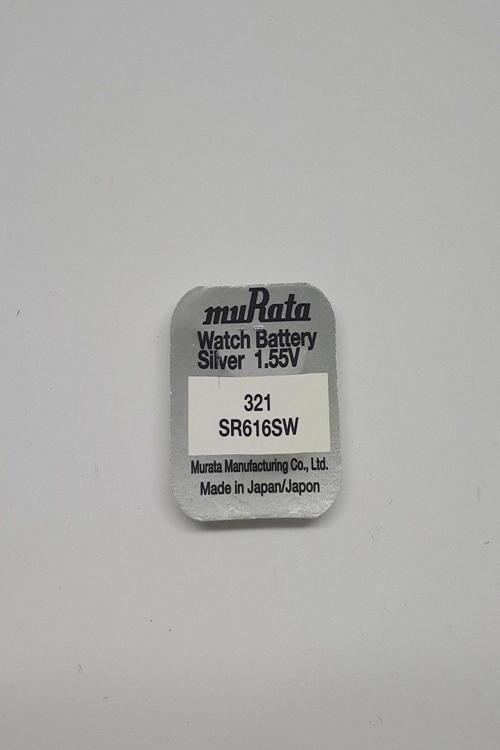 muRata
Watch Battery
Silver 1.55V
321
SR616SW
Murata Manufacturing Co., Ltd.
Made in Japan/Japon